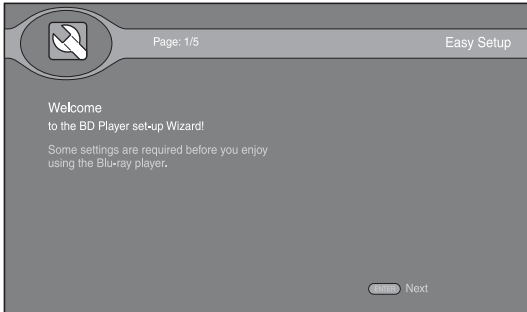 Page: 1/5
Easy Setup
Welcome
to the BD Player set-up Wizard!
Some settings are required before you enjoy
using the Blu-ray player.
ENTER Next